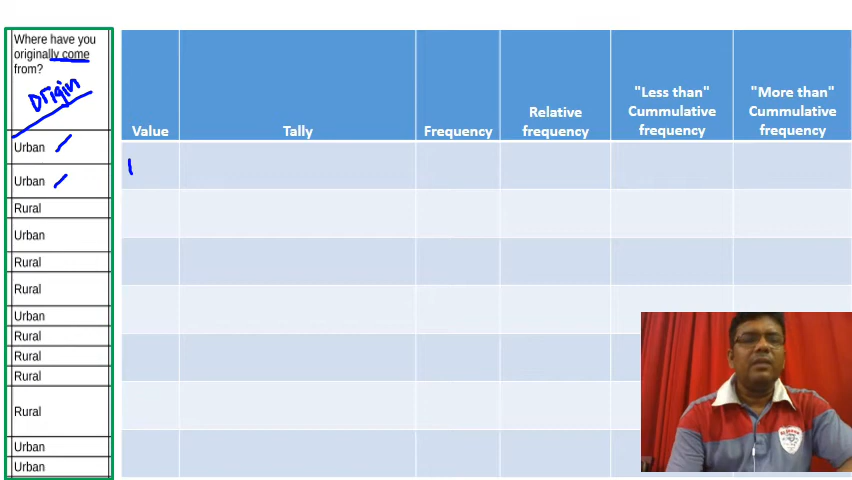 Where have you
originally come
from?
Origin
Urban
Urban
Rural
Urban
Rural
Rural
Urban
Rural
Rural
Rural
Rural
Urban
Urban
Value
Tally
Frequency
Relative
frequency
"Less than"
Cummulative
frequency
"More than"
Cummulative
frequency